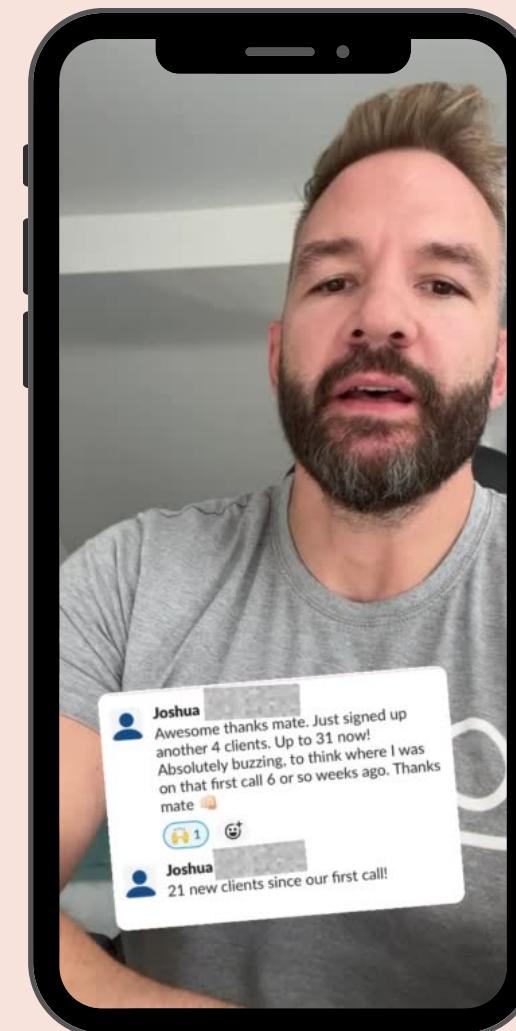 Joshua
Awesome thanks mate. Just signed up
another 4 clients. Up to 31 now!
Absolutely buzzing, to think where I was
on that first call 6 or so weeks ago. Thanks
mate
1
Joshua
21 new clients since our first call!